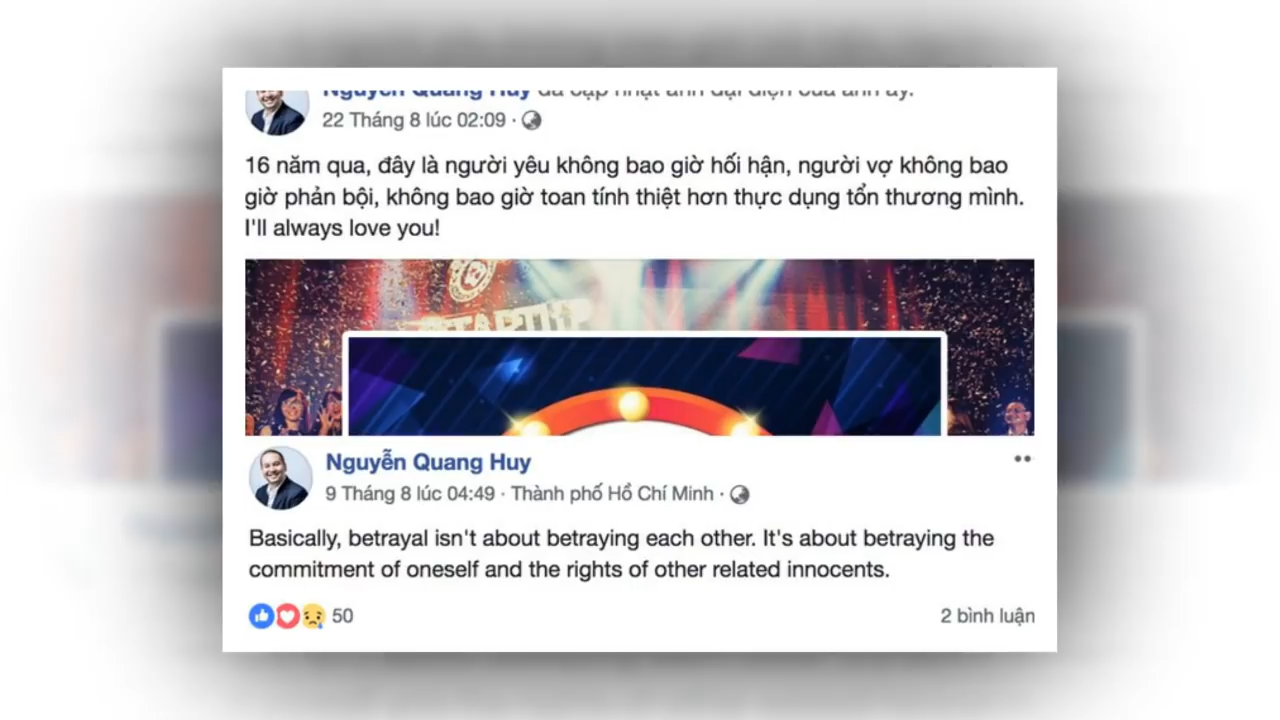 Nguyễn Quang Huy đã cập nhật ảnh đại diện của anh ấy.
22 Tháng 8 lúc 02:09 ·
16 năm qua, đây là người yêu không bao giờ hối hận, người vợ không bao
giờ phản bội, không bao giờ toan tính thiệt hơn thực dụng tổn thương mình.
I'll always love you!
STARTUP
Nguyễn Quang Huy
9 Tháng 8 lúc 04:49 · Thành phố Hồ Chí Minh ·
Basically, betrayal isn't about betraying each other. It's about betraying the
commitment of oneself and the rights of other related innocents.
50
2 bình luận